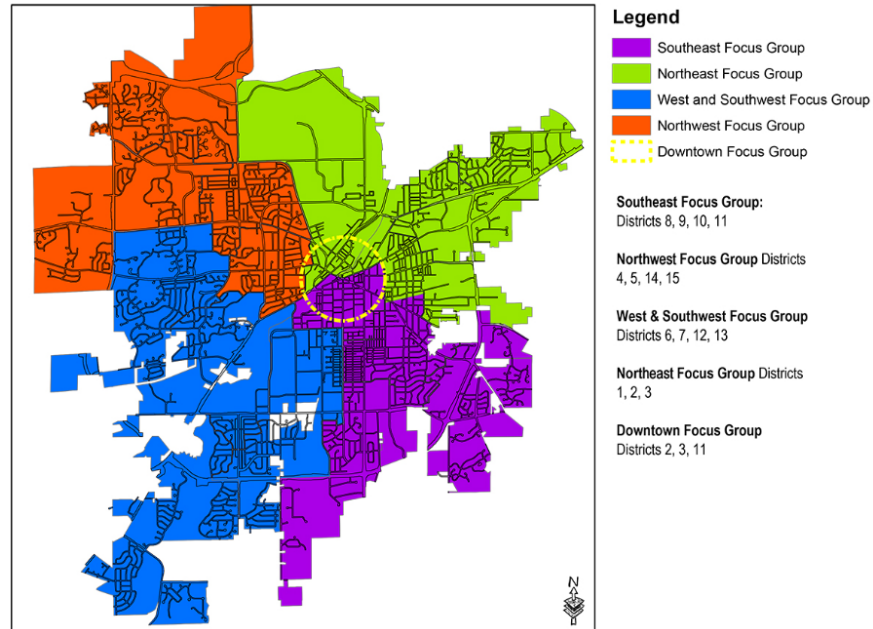 Legend
Southeast Focus Group
Northeast Focus Group
West and Southwest Focus Group
Northwest Focus Group
Downtown Focus Group
Southeast Focus Group:
Districts 8, 9, 10, 11
Northwest Focus Group Districts
4, 5, 14, 15
West & Southwest Focus Group
Districts 6, 7, 12, 13
Northeast Focus Group Districts
1, 2, 3
Downtown Focus Group
Districts 2, 3, 11
N